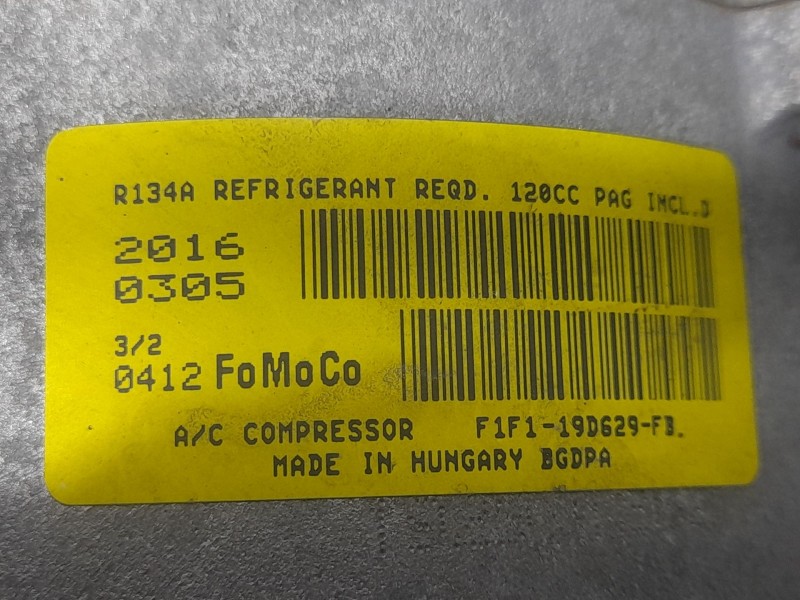 R134A REFRIGERANT REQD. 120CC PAG INCL.D
2016
0305
3/2
0412 FoMoCo
A/C COMPRESSOR F1F1-19D629-FB.
MADE IN HUNGARY BGDPA